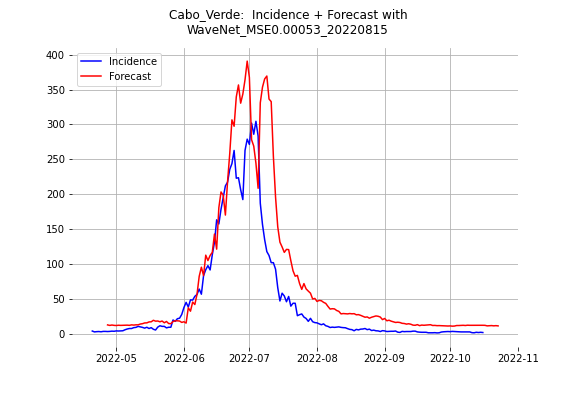 Cabo_Verde:  Incidence + Forecast with
WaveNet_MSE0.00053_20220815
Incidence
Forecast
400
350
300
250
200
150
100
50
0
2022-05 2022-06 2022-07 2022-08 2022-09 2022-10 2022-11